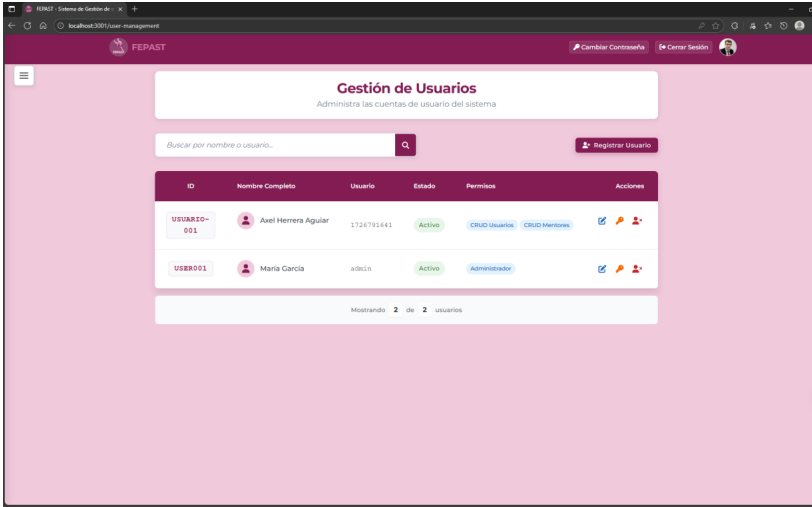 FEPAST - Sistema de Gestión de
localhost:3001/user-management
FEPAST
Cambiar Contraseña
Cerrar Sesión
Gestión de Usuarios
Administra las cuentas de usuario del sistema
Buscar por nombre o usuario...
Registrar Usuario
ID Nombre Completo Usuario Estado Permisos Acciones
USUARIO-
001
Axel Herrera Aguiar 1726791641 Activo CRUD Usuarios CRUD Mentores
USER001 María García admin Activo Administrador
Mostrando 2 de 2 usuarios